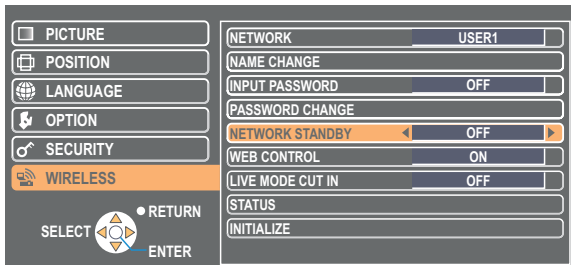 PICTURE
POSITION
LANGUAGE
OPTION
SECURITY
WIRELESS
RETURN
SELECT
ENTER
NETWORK USER1
NAME CHANGE
INPUT PASSWORD OFF
PASSWORD CHANGE
NETWORK STANDBY OFF
WEB CONTROL ON
LIVE MODE CUT IN OFF
STATUS
INITIALIZE